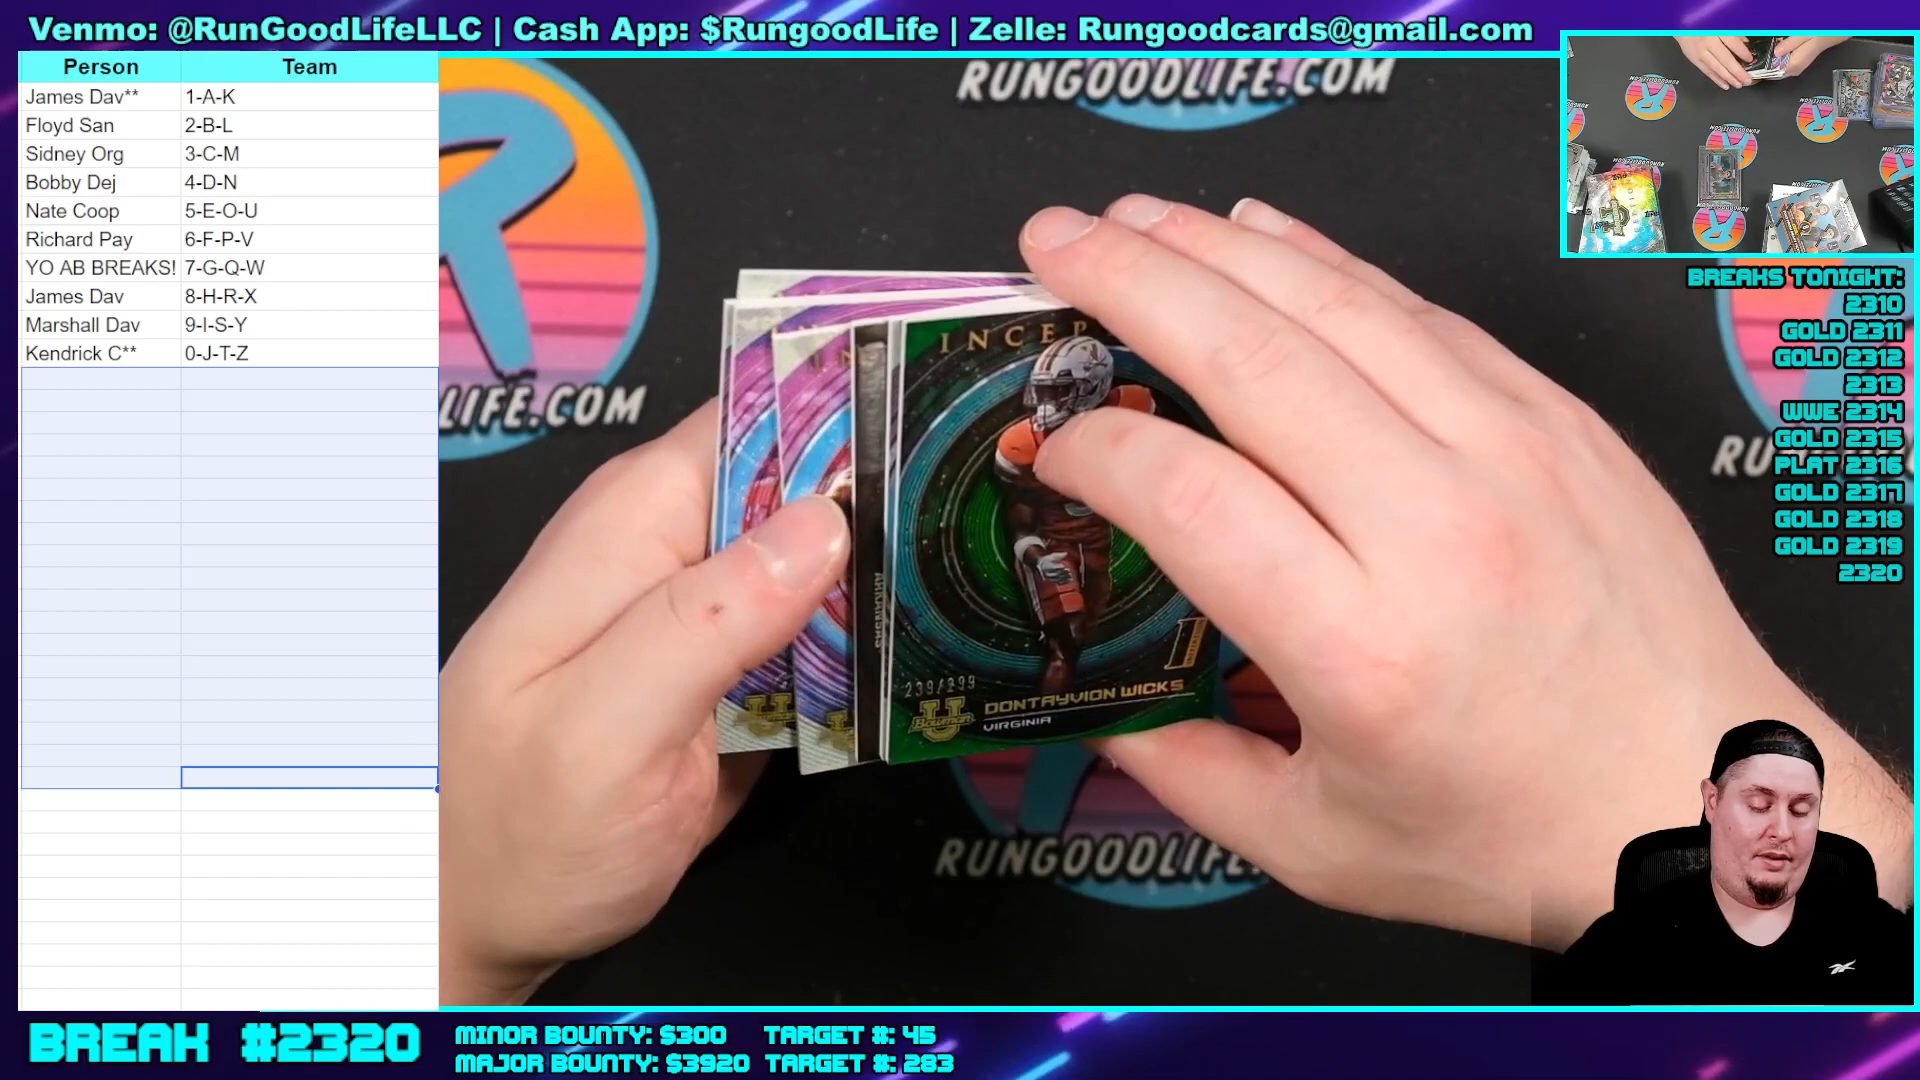 Venmo: @RunGoodLifeLLC | Cash App: $RungoodLife | Zelle: Rungoodcards@gmail.com
Person Team
James Dav** 1-A-K
Floyd San 2-B-L
Sidney Org 3-C-M
Bobby Dej 4-D-N
Nate Coop 5-E-O-U
Richard Pay 6-F-P-V
YO AB BREAKS! 7-G-Q-W
James Dav 8-H-R-X
Marshall Dav 9-I-S-Y
Kendrick C** 0-J-T-Z
RUNGOODLIFE.COM
LIFE.COM
RU
INCEP
ARKANSAS
239/299
U
Bowman
DONTAYVION WICKS
VIRGINIA
RUNGOODLIFE.
BREAKS TONIGHT:
2310
GOLD 2311
GOLD 2312
2313
WWE 2314
GOLD 2315
PLAT 2316
GOLD 2317
GOLD 2318
GOLD 2319
2320
BREAK #2320
MINOR BOUNTY: $300 TARGET #: 45
MAJOR BOUNTY: $3920 TARGET #: 283